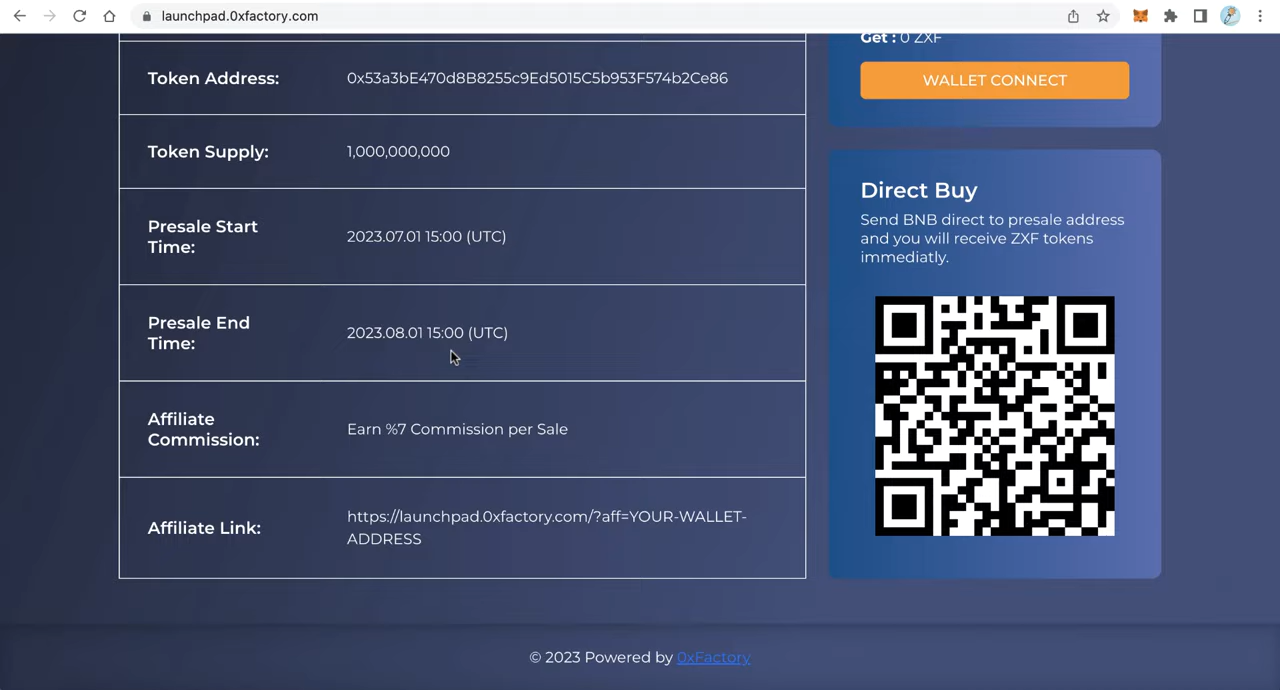 launchpad.0xfactory.com
Token Address: 0x53a3bE470d8B8255c9Ed5015C5b953F574b2Ce86
Token Supply: 1,000,000,000
Presale Start
Time:
2023.07.01 15:00 (UTC)
Presale End
Time:
2023.08.01 15:00 (UTC)
Affiliate
Commission:
Earn %7 Commission per Sale
Affiliate Link:
https://launchpad.0xfactory.com/?aff=YOUR-WALLET-
ADDRESS
Get : 0 ZXF
WALLET CONNECT
Direct Buy
Send BNB direct to presale address
and you will receive ZXF tokens
immediatly.
© 2023 Powered by 0xFactory